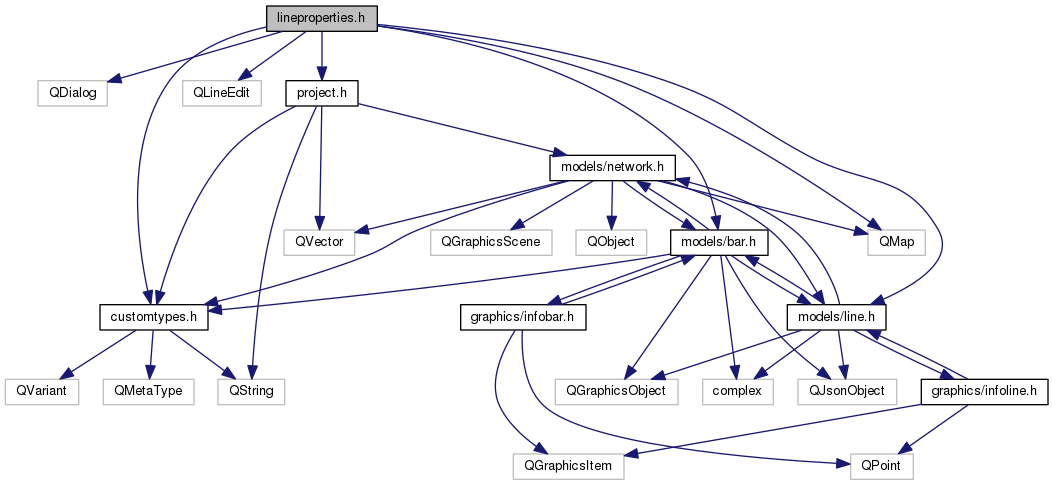 lineproperties.h
QDialog
QLineEdit
project.h
models/network.h
QVector
QGraphicsScene
QObject
models/bar.h
QMap
customtypes.h
graphics/infobar.h
models/line.h
QVariant
QMetaType
QString
QGraphicsObject
complex
QJsonObject
graphics/infoline.h
QGraphicsItem
QPoint